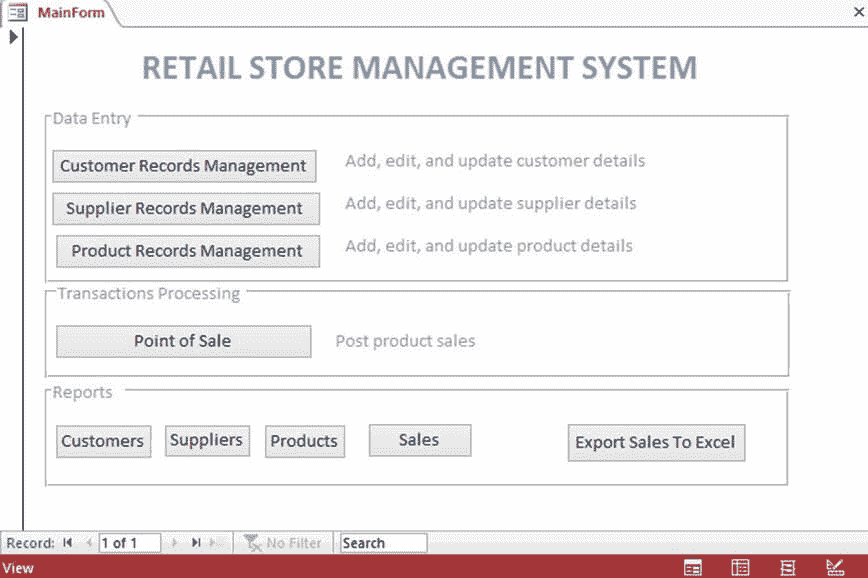 MainForm
RETAIL STORE MANAGEMENT SYSTEM
Data Entry
Customer Records Management Add, edit, and update customer details
Supplier Records Management Add, edit, and update supplier details
Product Records Management Add, edit, and update product details
Transactions Processing
Point of Sale Post product sales
Reports
Customers Suppliers Products Sales Export Sales To Excel
Record: 1 of 1 No Filter Search
View